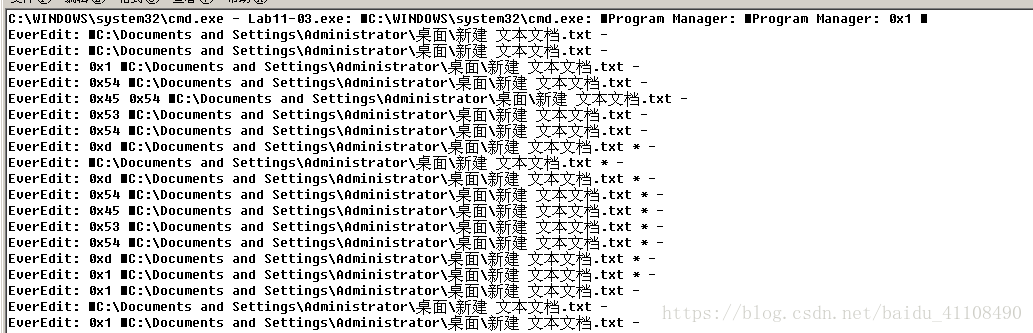 C:\WINDOWS\system32\cmd.exe - Lab11-03.exe: ■C:\WINDOWS\system32\cmd.exe: ■Program Manager: ■Program Manager: 0x1 ■
EverEdit: ■C:\Documents and Settings\Administrator\桌面\新建 文本文档.txt -
EverEdit: ■C:\Documents and Settings\Administrator\桌面\新建 文本文档.txt -
EverEdit: 0x1 ■C:\Documents and Settings\Administrator\桌面\新建 文本文档.txt -
EverEdit: 0x54 ■C:\Documents and Settings\Administrator\桌面\新建 文本文档.txt -
EverEdit: 0x45 0x54 ■C:\Documents and Settings\Administrator\桌面\新建 文本文档.txt -
EverEdit: 0x53 ■C:\Documents and Settings\Administrator\桌面\新建 文本文档.txt -
EverEdit: 0x54 ■C:\Documents and Settings\Administrator\桌面\新建 文本文档.txt -
EverEdit: 0xd ■C:\Documents and Settings\Administrator\桌面\新建 文本文档.txt * -
EverEdit: ■C:\Documents and Settings\Administrator\桌面\新建 文本文档.txt * -
EverEdit: 0xd ■C:\Documents and Settings\Administrator\桌面\新建 文本文档.txt * -
EverEdit: 0x54 ■C:\Documents and Settings\Administrator\桌面\新建 文本文档.txt * -
EverEdit: 0x45 ■C:\Documents and Settings\Administrator\桌面\新建 文本文档.txt * -
EverEdit: 0x53 ■C:\Documents and Settings\Administrator\桌面\新建 文本文档.txt * -
EverEdit: 0x54 ■C:\Documents and Settings\Administrator\桌面\新建 文本文档.txt * -
EverEdit: 0xd ■C:\Documents and Settings\Administrator\桌面\新建 文本文档.txt * -
EverEdit: 0x1 ■C:\Documents and Settings\Administrator\桌面\新建 文本文档.txt * -
EverEdit: 0x1 ■C:\Documents and Settings\Administrator\桌面\新建 文本文档.txt -
EverEdit: ■C:\Documents and Settings\Administrator\桌面\新建 文本文档.txt -
EverEdit: 0x1 ■C:\Documents and Settings\Administrator\桌面\新建 文本文档.txt -
https://blog.csdn.net/baidu_41108490